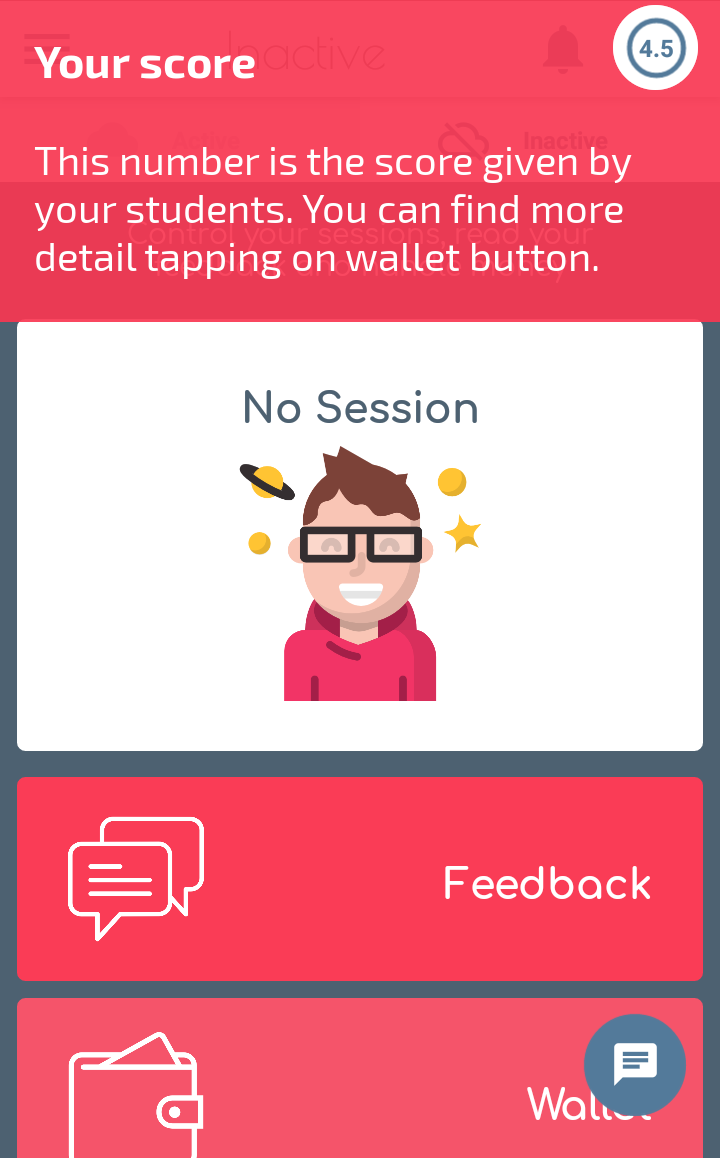 Inactive
Your score
4.5
Active
Inactive
This number is the score given by
your students. You can find more
detail tapping on wallet button.
Control your sessions, read your
No Session
Feedback
Wallet